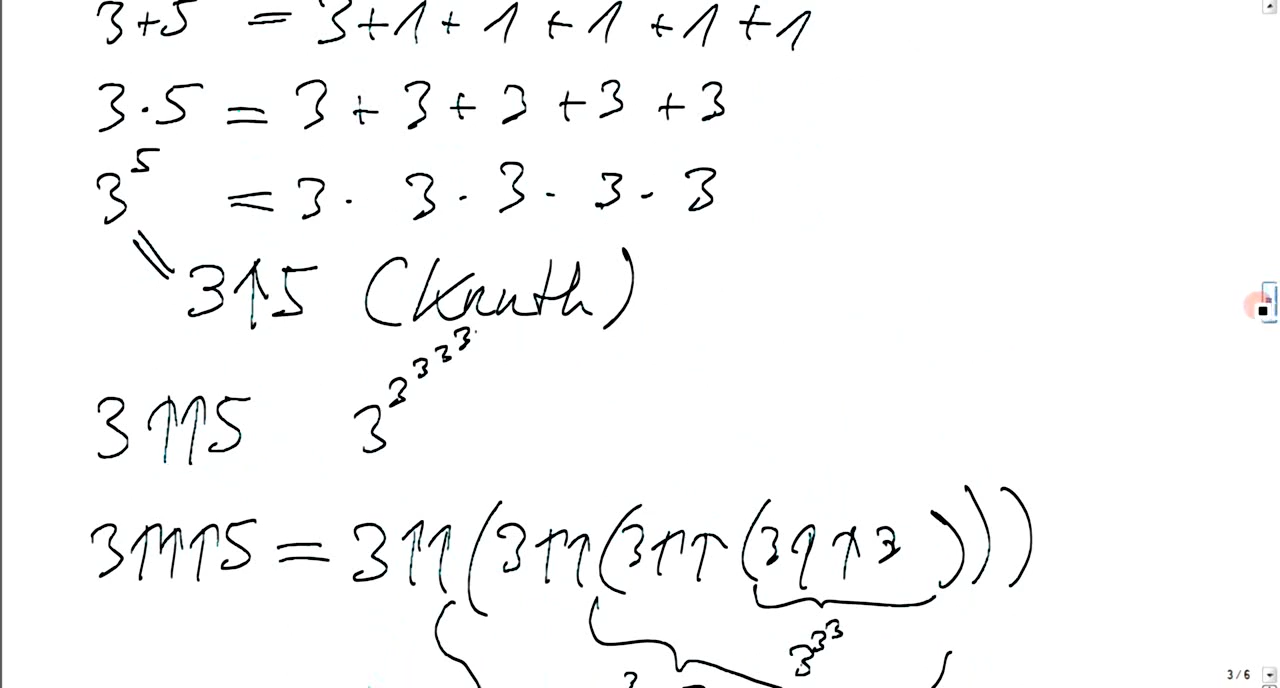 3+5 = 3+1+1+1+1+1
3·5 = 3+3+3+3+3
3⁵ = 3·3·3·3·3
3↑5 (Knuth)
3↑↑5 3^3^3^3^3
3↑↑↑5 = 3↑↑(3↑↑(3↑↑(3↑↑3)))
3^3^3
3
3/6